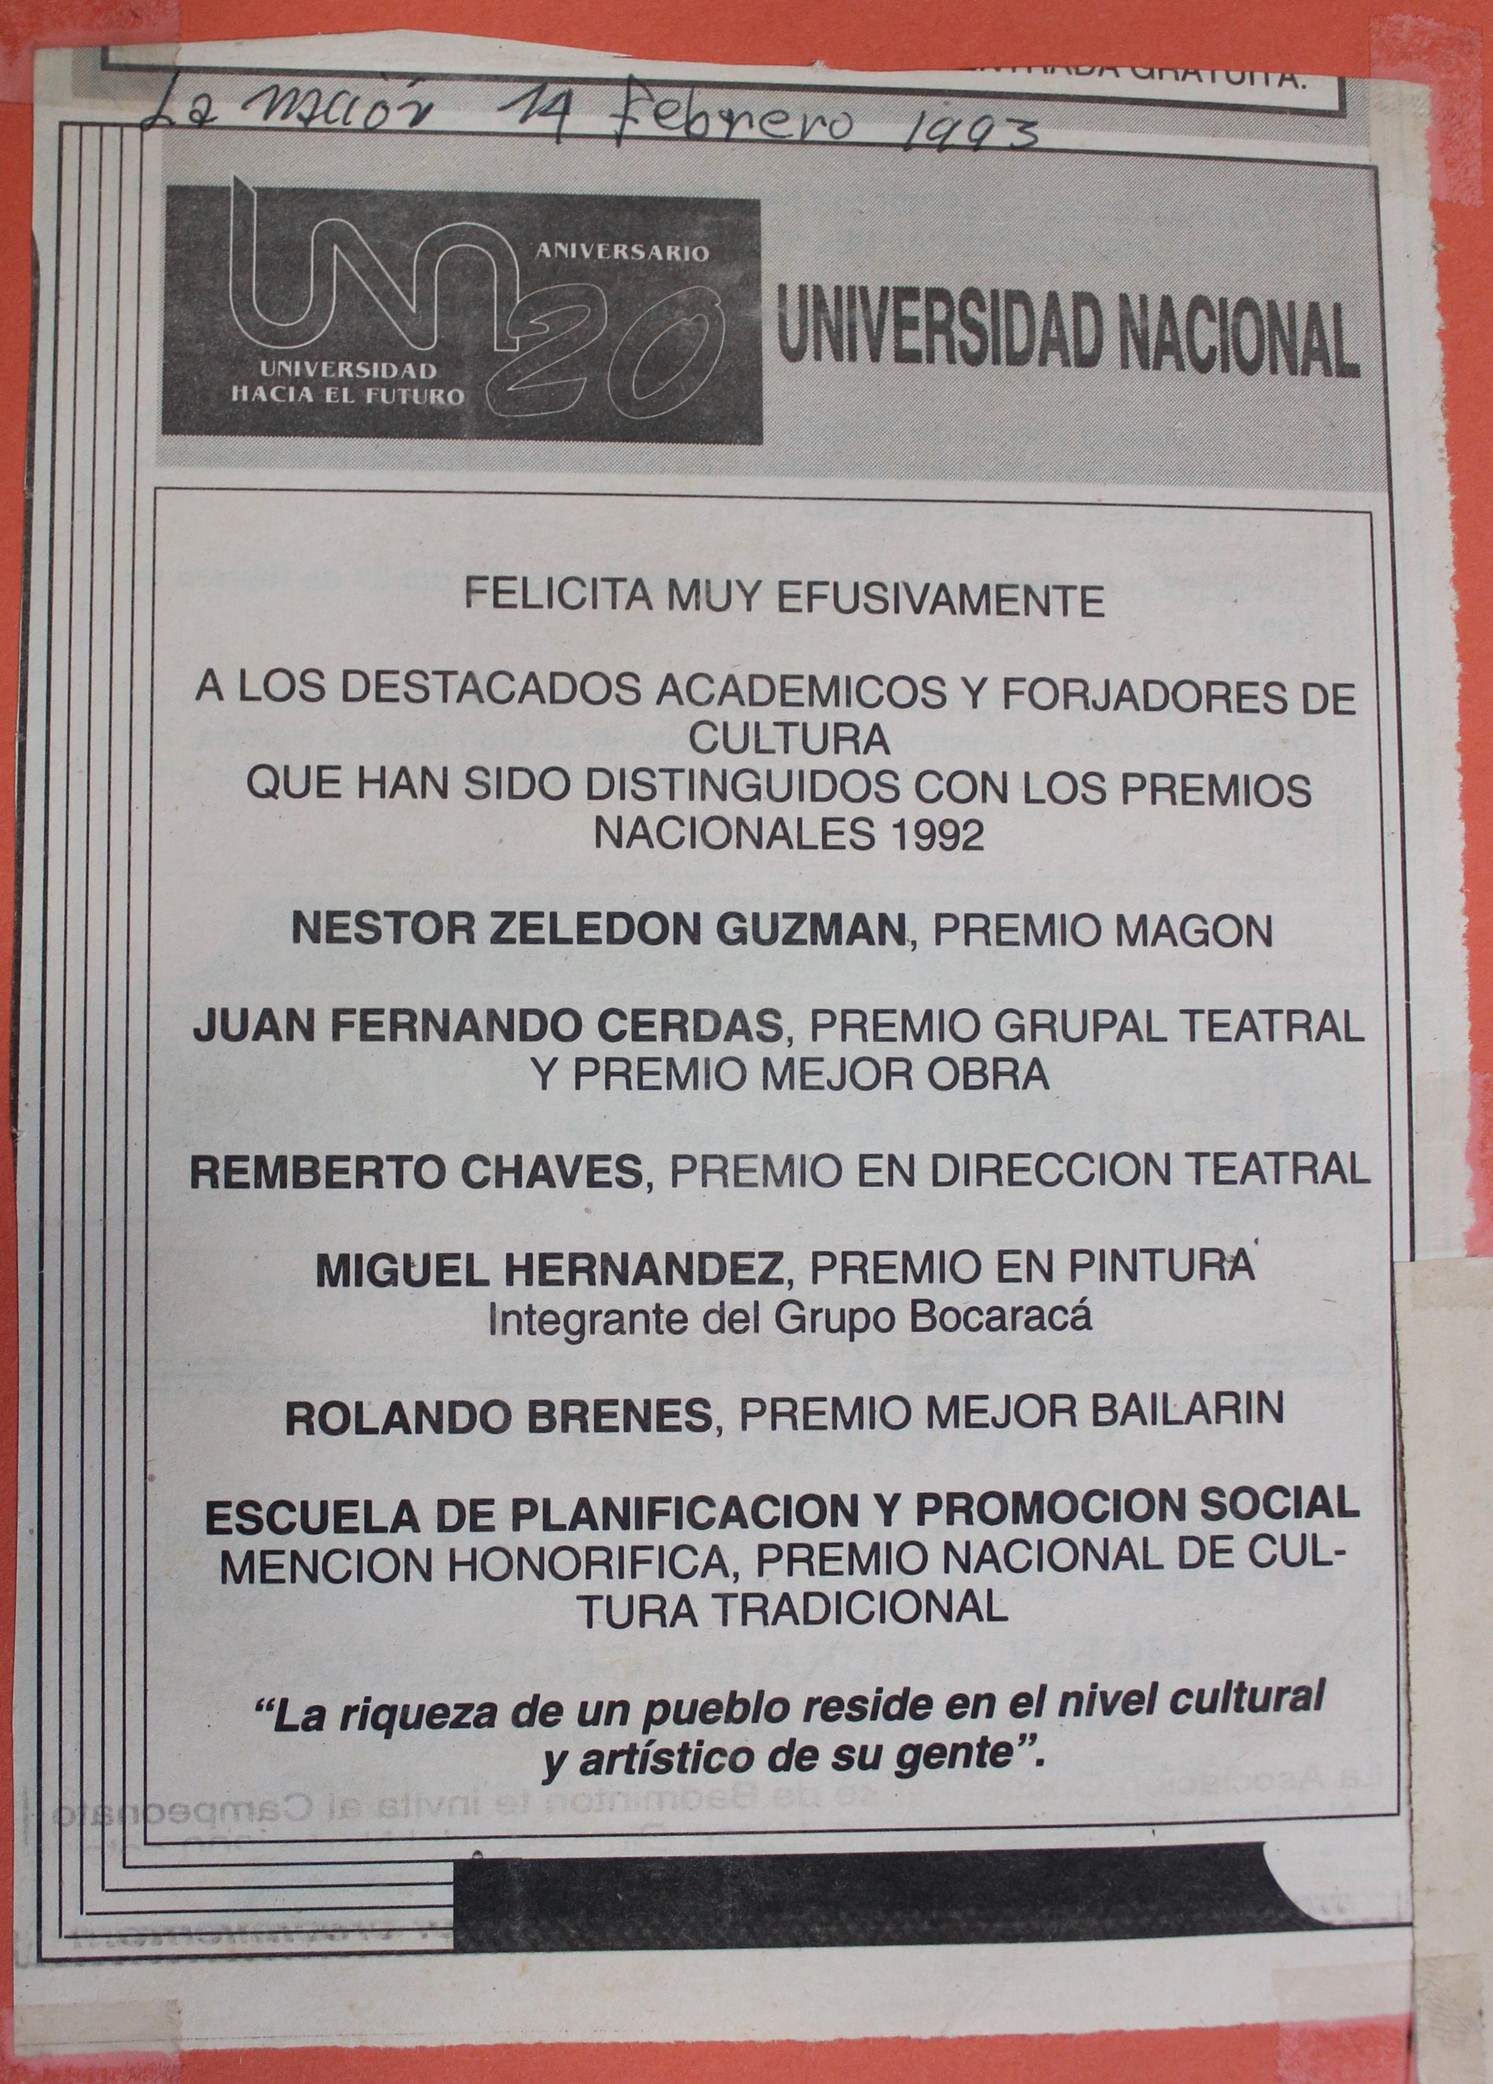 ENTRADA GRATUITA.
La nación 14 Febrero 1993
UNA
ANIVERSARIO
20
UNIVERSIDAD
HACIA EL FUTURO
UNIVERSIDAD NACIONAL
FELICITA MUY EFUSIVAMENTE
A LOS DESTACADOS ACADEMICOS Y FORJADORES DE
CULTURA
QUE HAN SIDO DISTINGUIDOS CON LOS PREMIOS
NACIONALES 1992
NESTOR ZELEDON GUZMAN, PREMIO MAGON
JUAN FERNANDO CERDAS, PREMIO GRUPAL TEATRAL
Y PREMIO MEJOR OBRA
REMBERTO CHAVES, PREMIO EN DIRECCION TEATRAL
MIGUEL HERNANDEZ, PREMIO EN PINTURA
Integrante del Grupo Bocaracá
ROLANDO BRENES, PREMIO MEJOR BAILARIN
ESCUELA DE PLANIFICACION Y PROMOCION SOCIAL
MENCION HONORIFICA, PREMIO NACIONAL DE CUL-
TURA TRADICIONAL
“La riqueza de un pueblo reside en el nivel cultural
y artístico de su gente”.